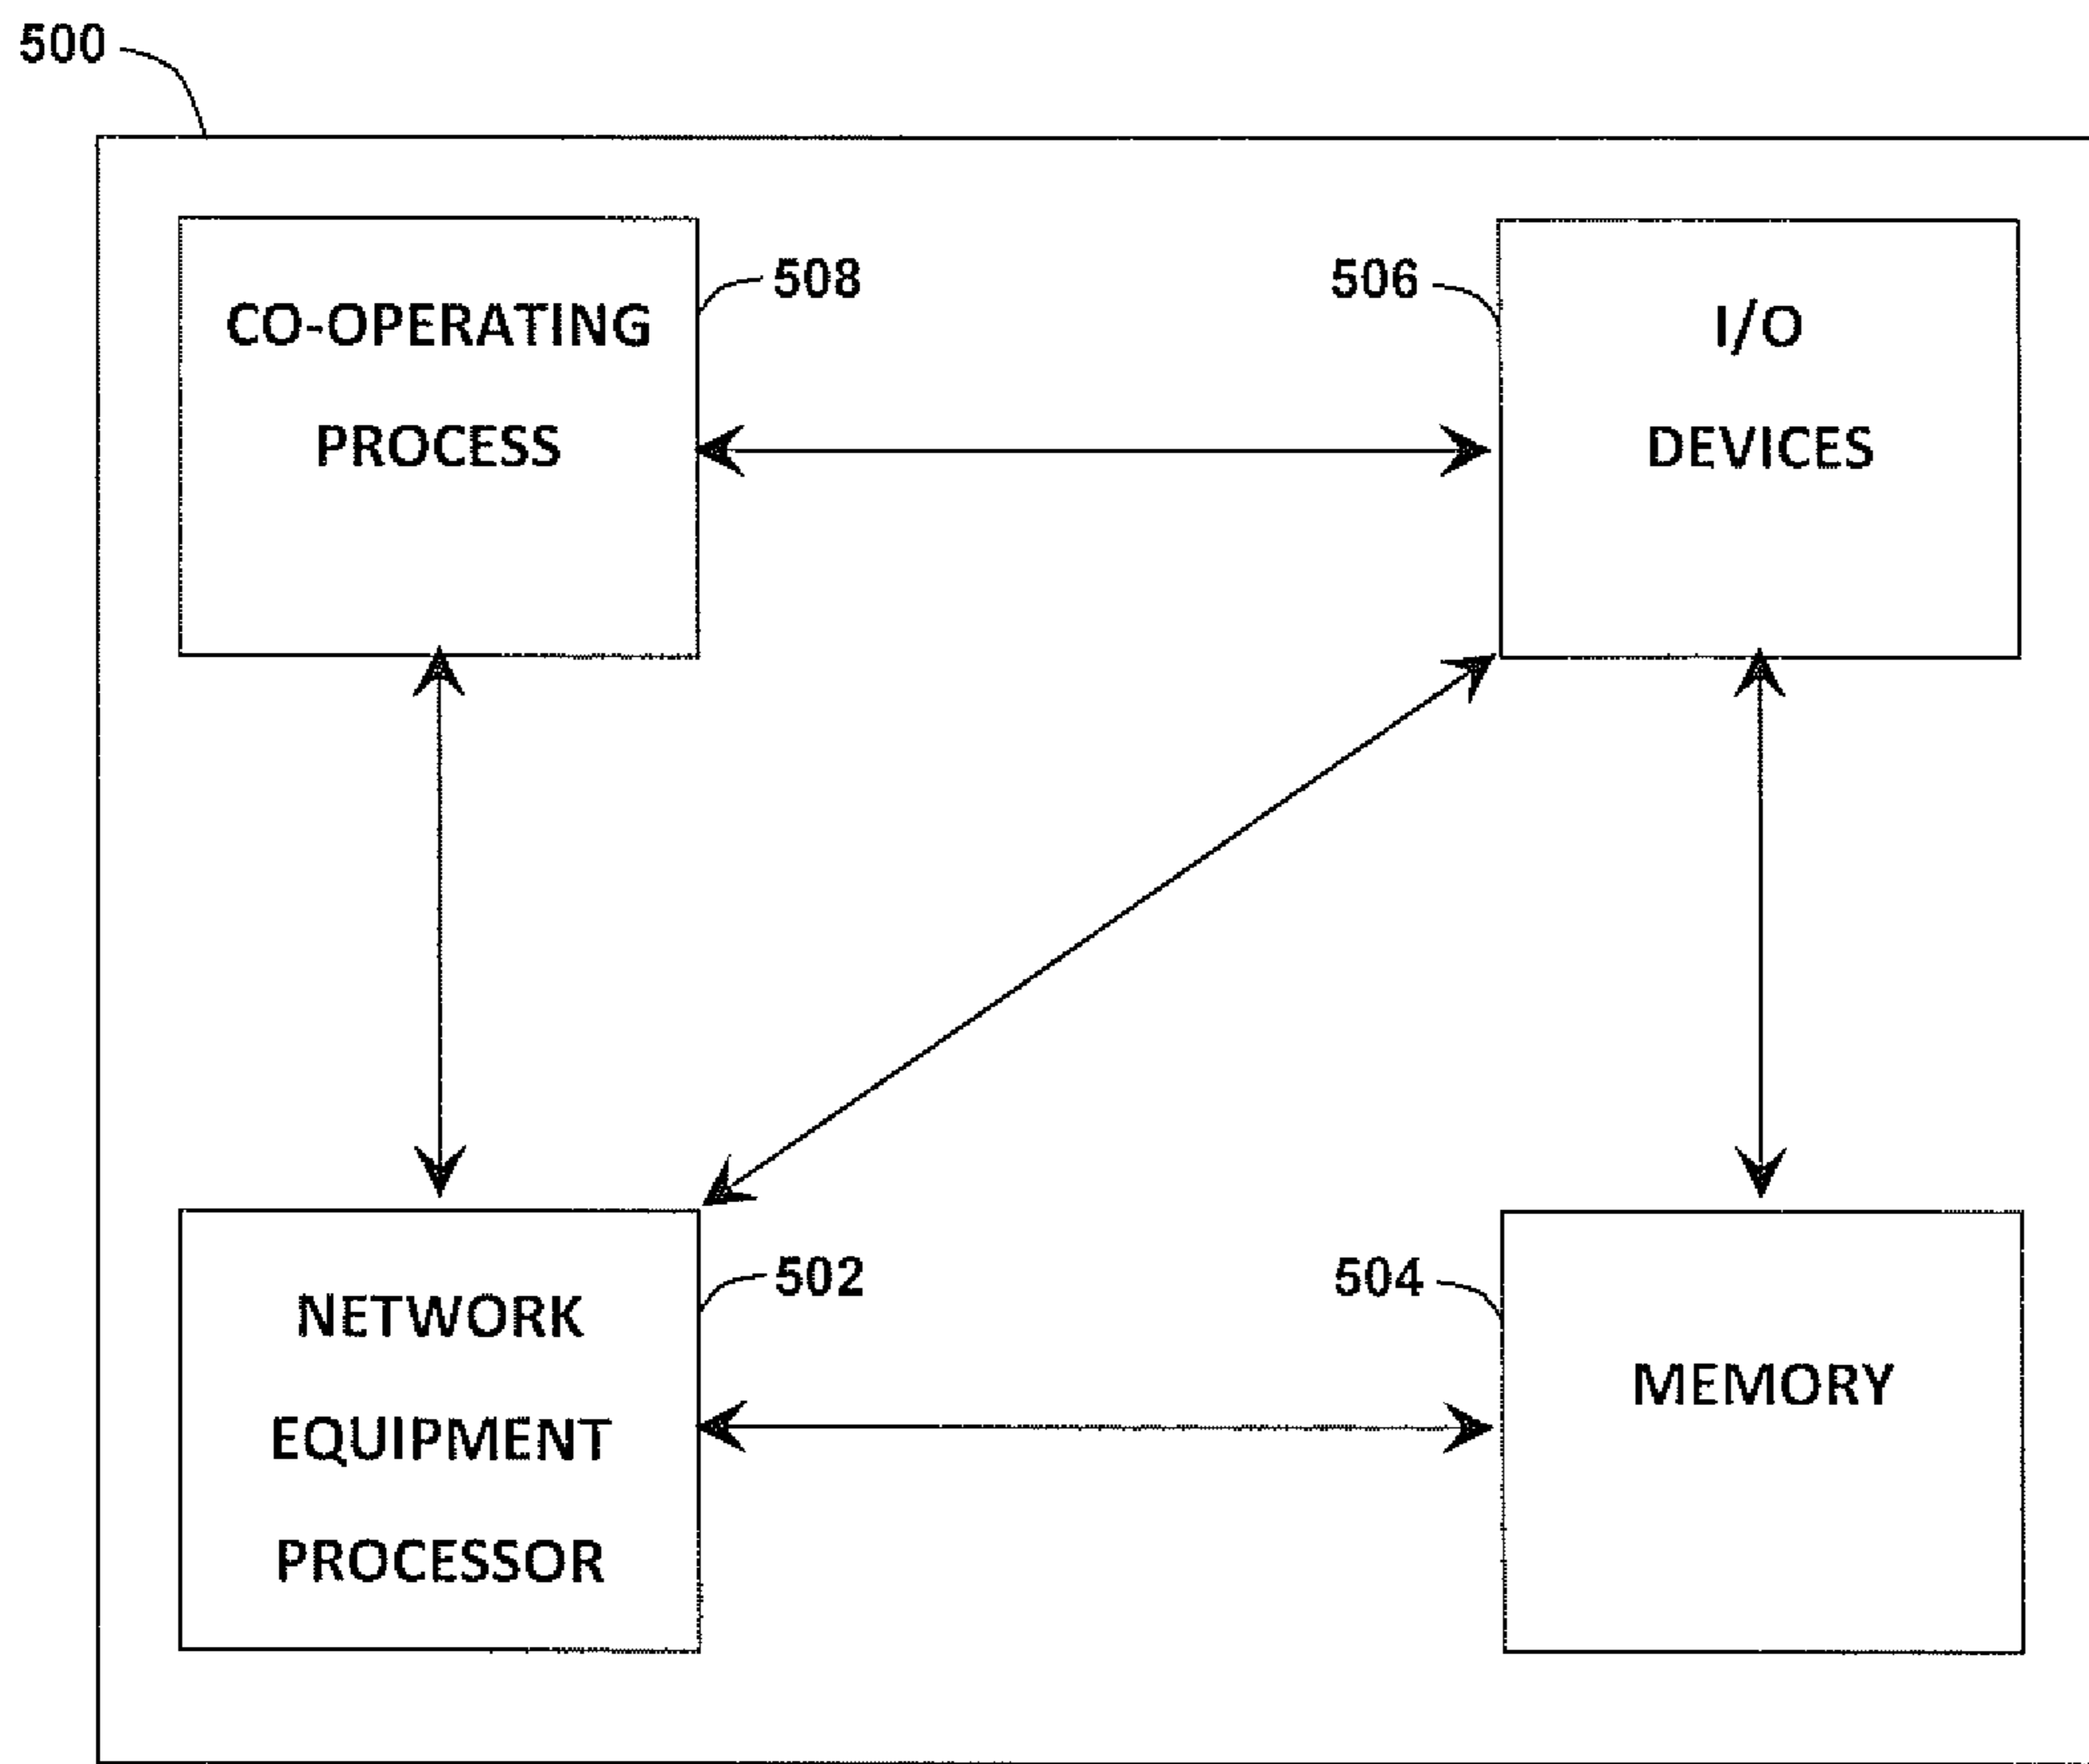 500
CO-OPERATING
PROCESS
508
506
I/O
DEVICES
NETWORK
EQUIPMENT
PROCESSOR
502
504
MEMORY